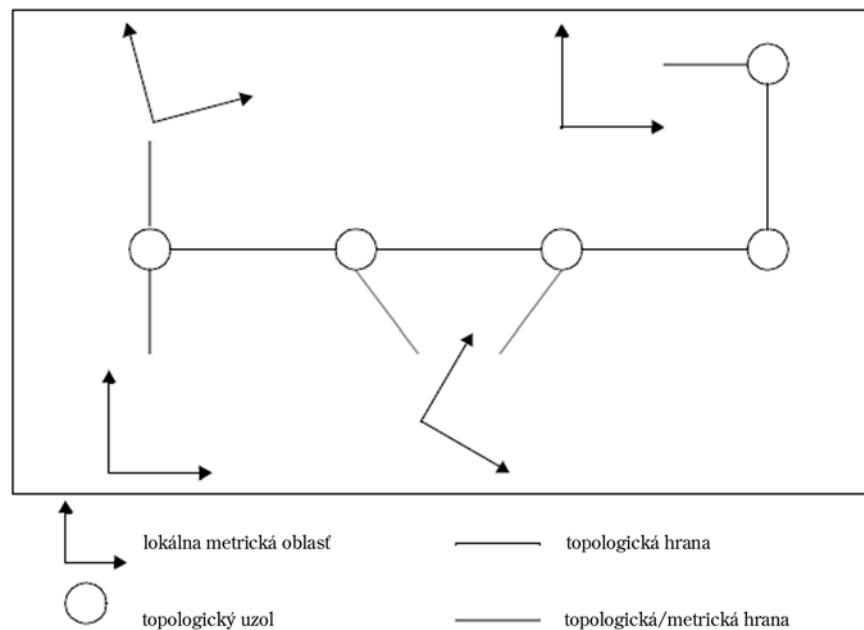 lokálna metrická oblasť
topologická hrana
topologický uzol
topologická/metrická hrana